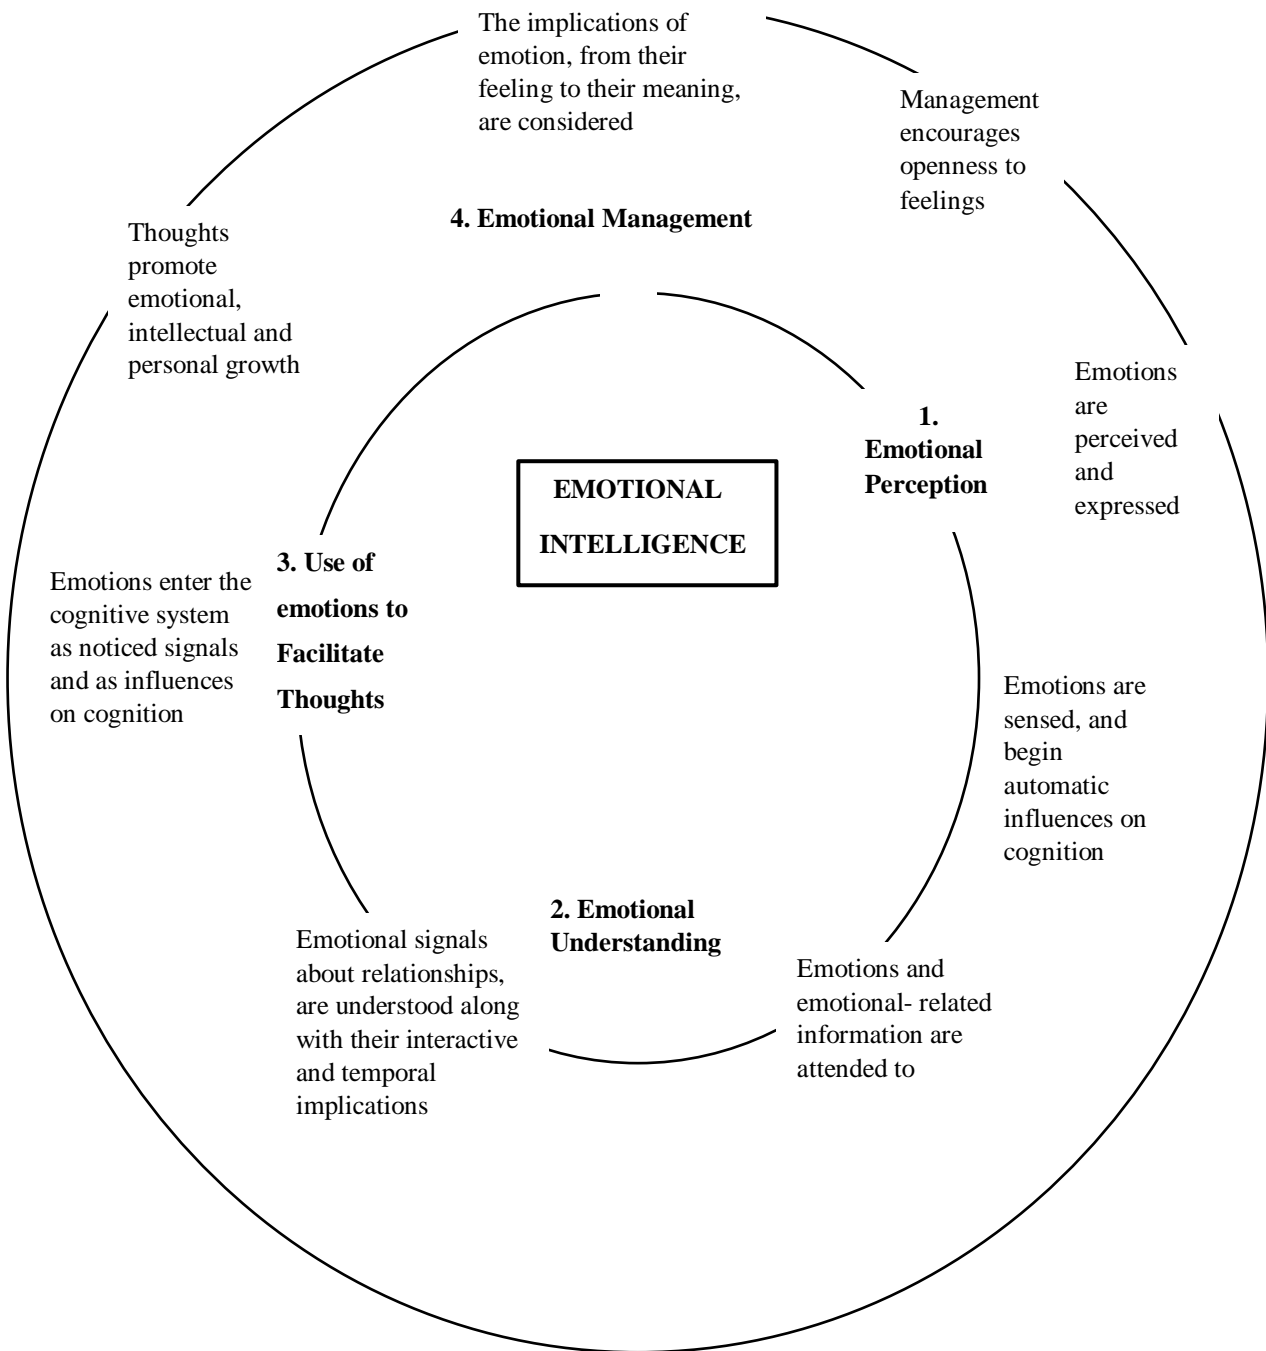 The implications of
emotion, from their
feeling to their meaning,
are considered
Management
encourages
openness to
feelings
4. Emotional Management
Thoughts
promote
emotional,
intellectual and
personal growth
Emotions
are
perceived
and
expressed
1.
Emotional
Perception
EMOTIONAL
INTELLIGENCE
3. Use of
emotions to
Facilitate
Thoughts
Emotions enter the
cognitive system
as noticed signals
and as influences
on cognition
Emotions are
sensed, and
begin
automatic
influences on
cognition
2. Emotional
Understanding
Emotional signals
about relationships,
are understood along
with their interactive
and temporal
implications
Emotions and
emotional- related
information are
attended to